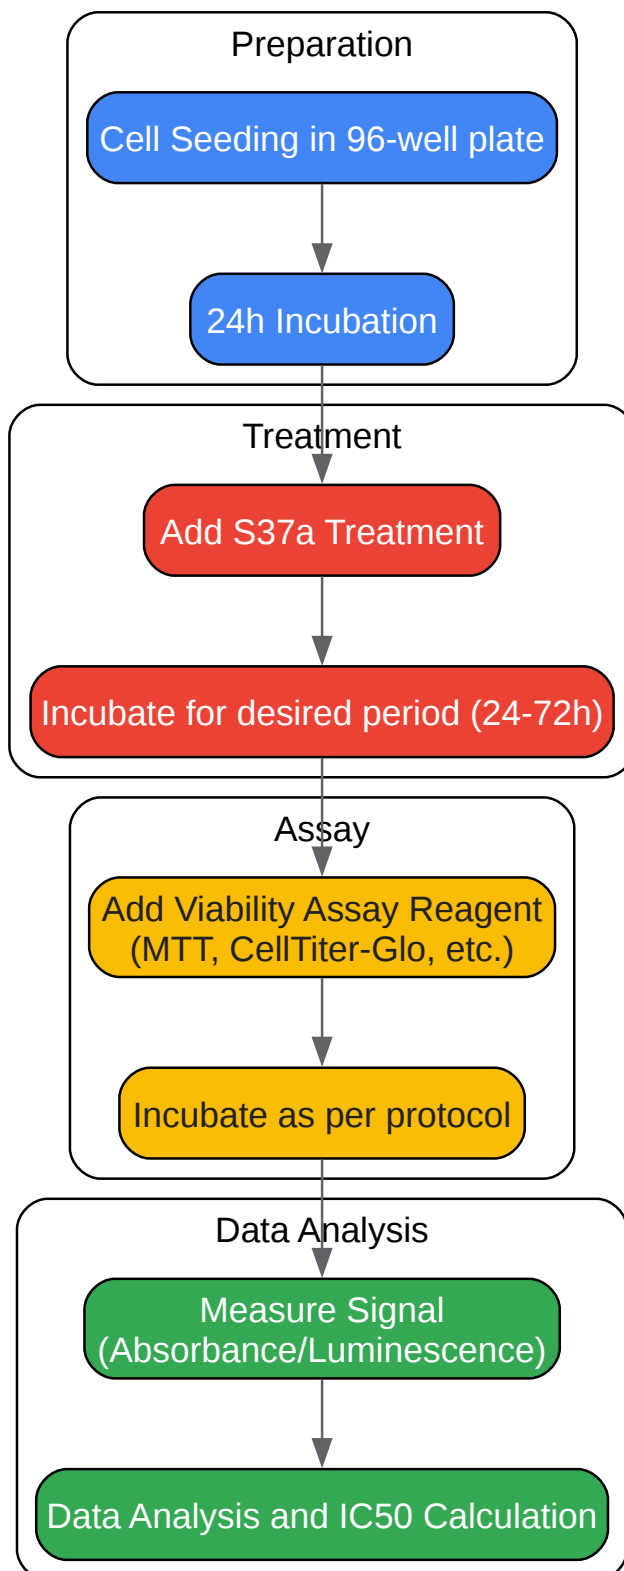 Preparation
Cell Seeding in 96-well plate
24h Incubation
Treatment
Add S37a Treatment
Incubate for desired period (24-72h)
Assay
Add Viability Assay Reagent
(MTT, CellTiter-Glo, etc.)
Incubate as per protocol
Data Analysis
Measure Signal
(Absorbance/Luminescence)
Data Analysis and IC50 Calculation